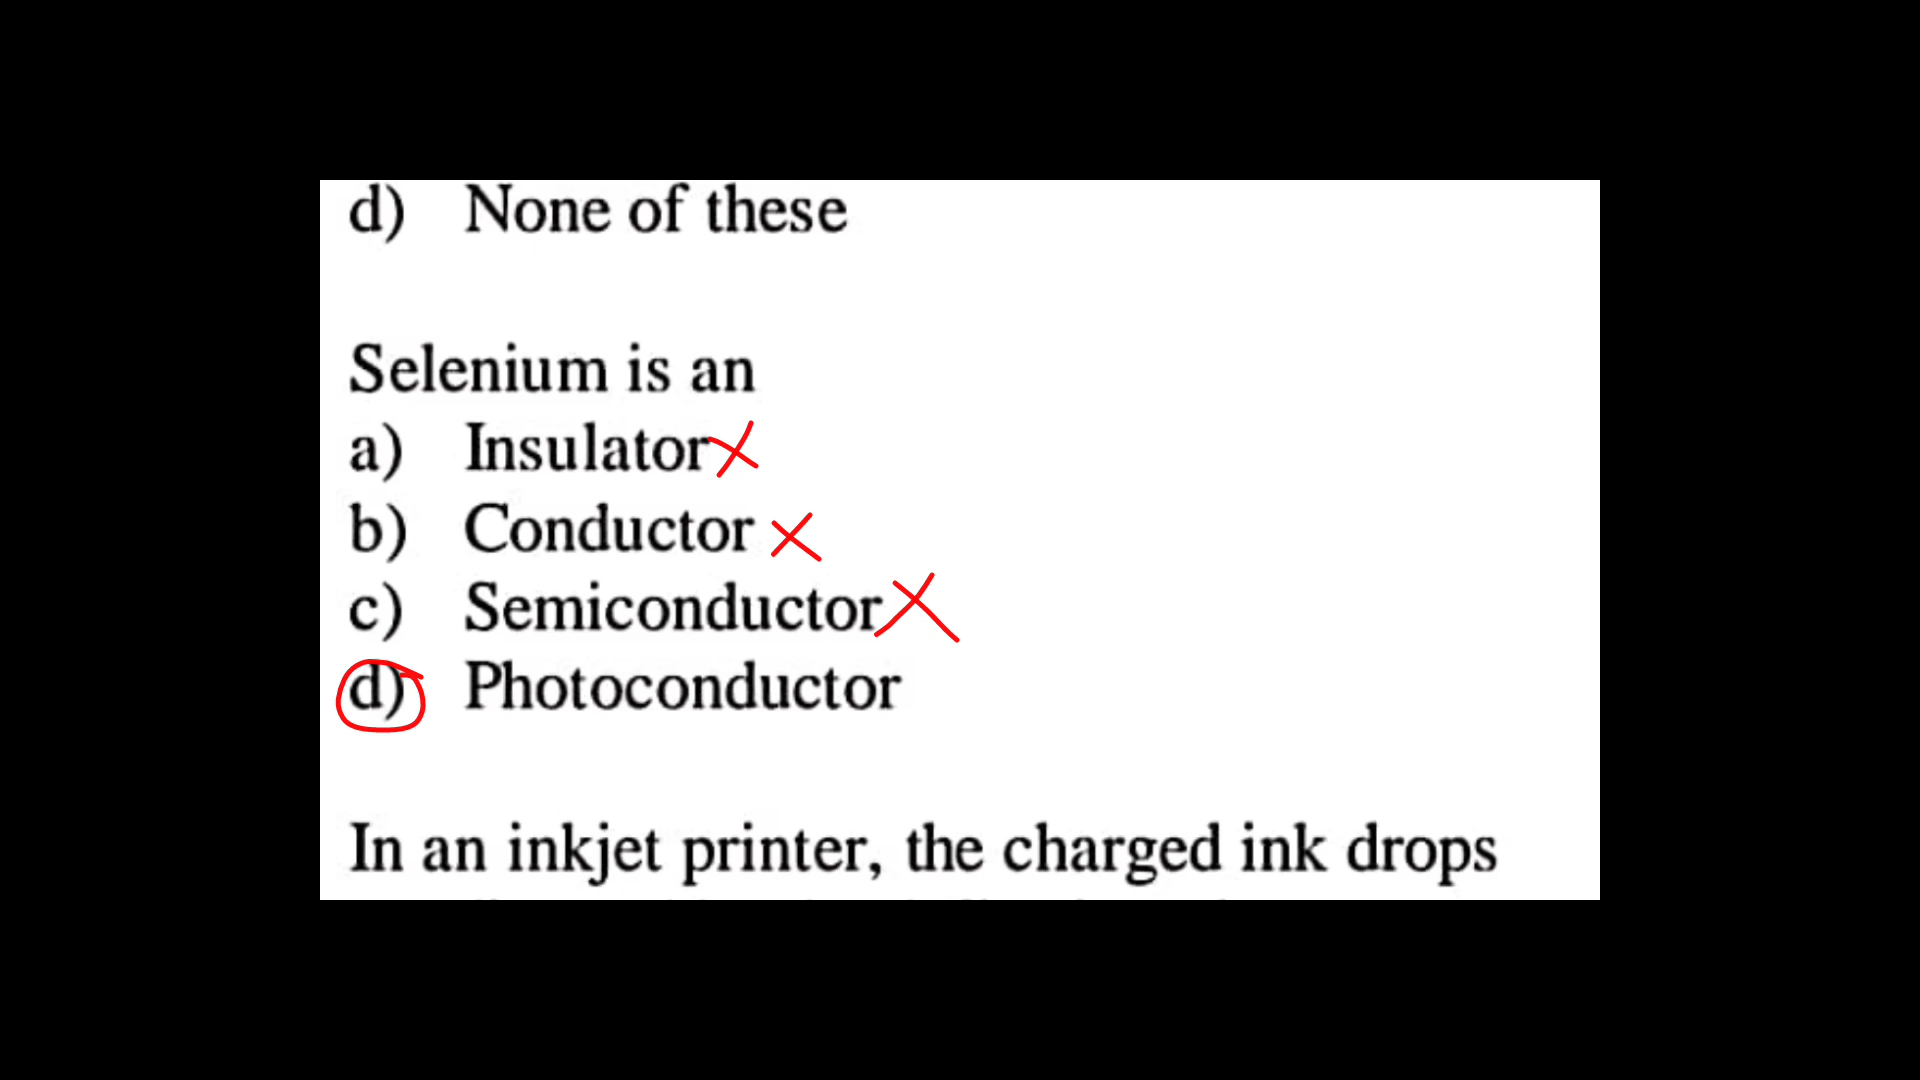 d) None of these
Selenium is an
a) Insulator
b) Conductor
c) Semiconductor
d) Photoconductor
In an inkjet printer, the charged ink drops